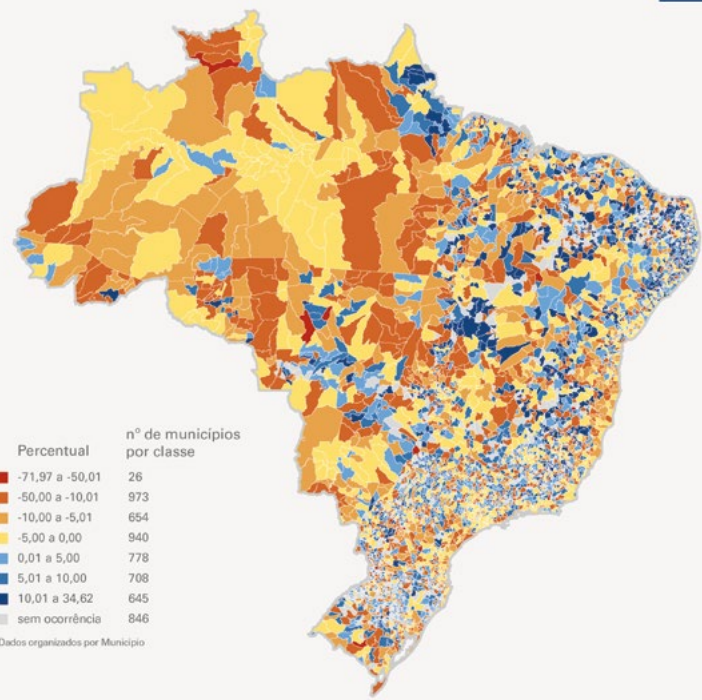 Percentual nº de municípios por classe
-71,97 a -50,01 26
-50,00 a -10,01 973
-10,00 a -5,01 654
-5,00 a 0,00 940
0,01 a 5,00 778
5,01 a 10,00 708
10,01 a 34,62 645
sem ocorrência 846
Dados organizados por Município